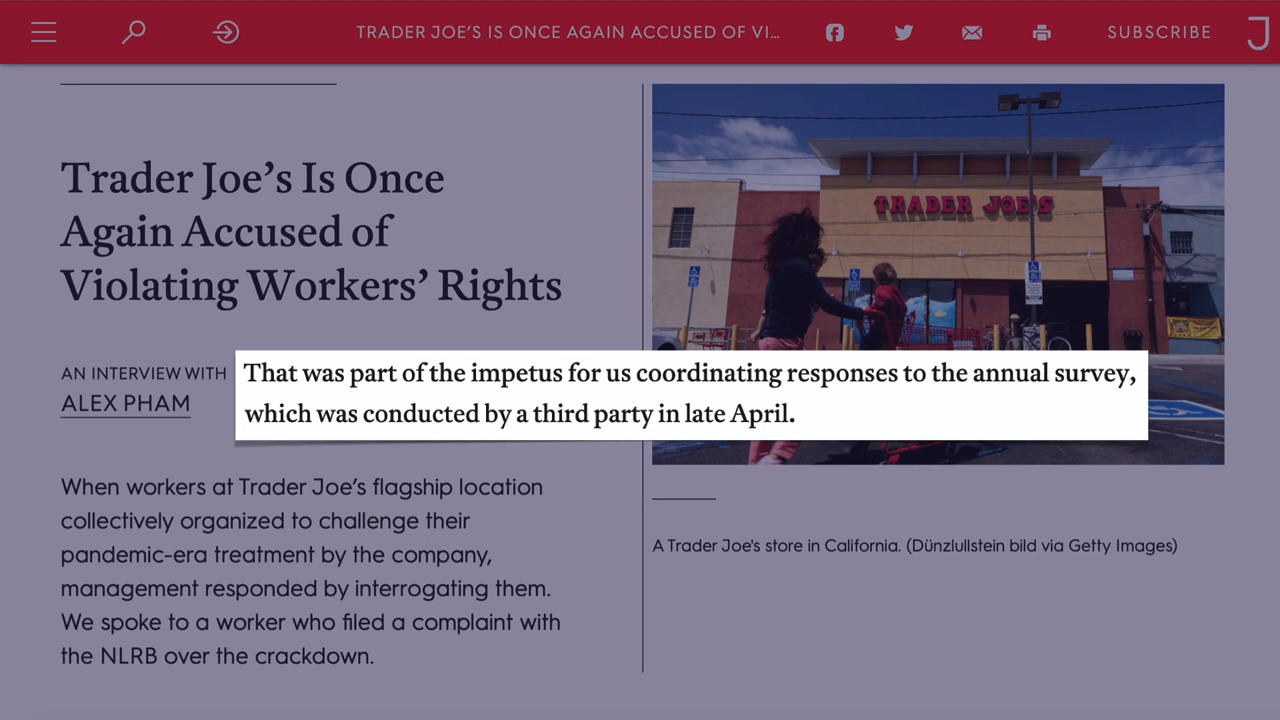 TRADER JOE'S IS ONCE AGAIN ACCUSED OF VI...
SUBSCRIBE
J
Trader Joe’s Is Once
Again Accused of
Violating Workers’ Rights
AN INTERVIEW WITH
ALEX PHAM
That was part of the impetus for us coordinating responses to the annual survey,
which was conducted by a third party in late April.
When workers at Trader Joe’s flagship location
collectively organized to challenge their
pandemic-era treatment by the company,
management responded by interrogating them.
We spoke to a worker who filed a complaint with
the NLRB over the crackdown.
TRADER JOE'S
A Trader Joe's store in California. (Dünzlullstein bild via Getty Images)